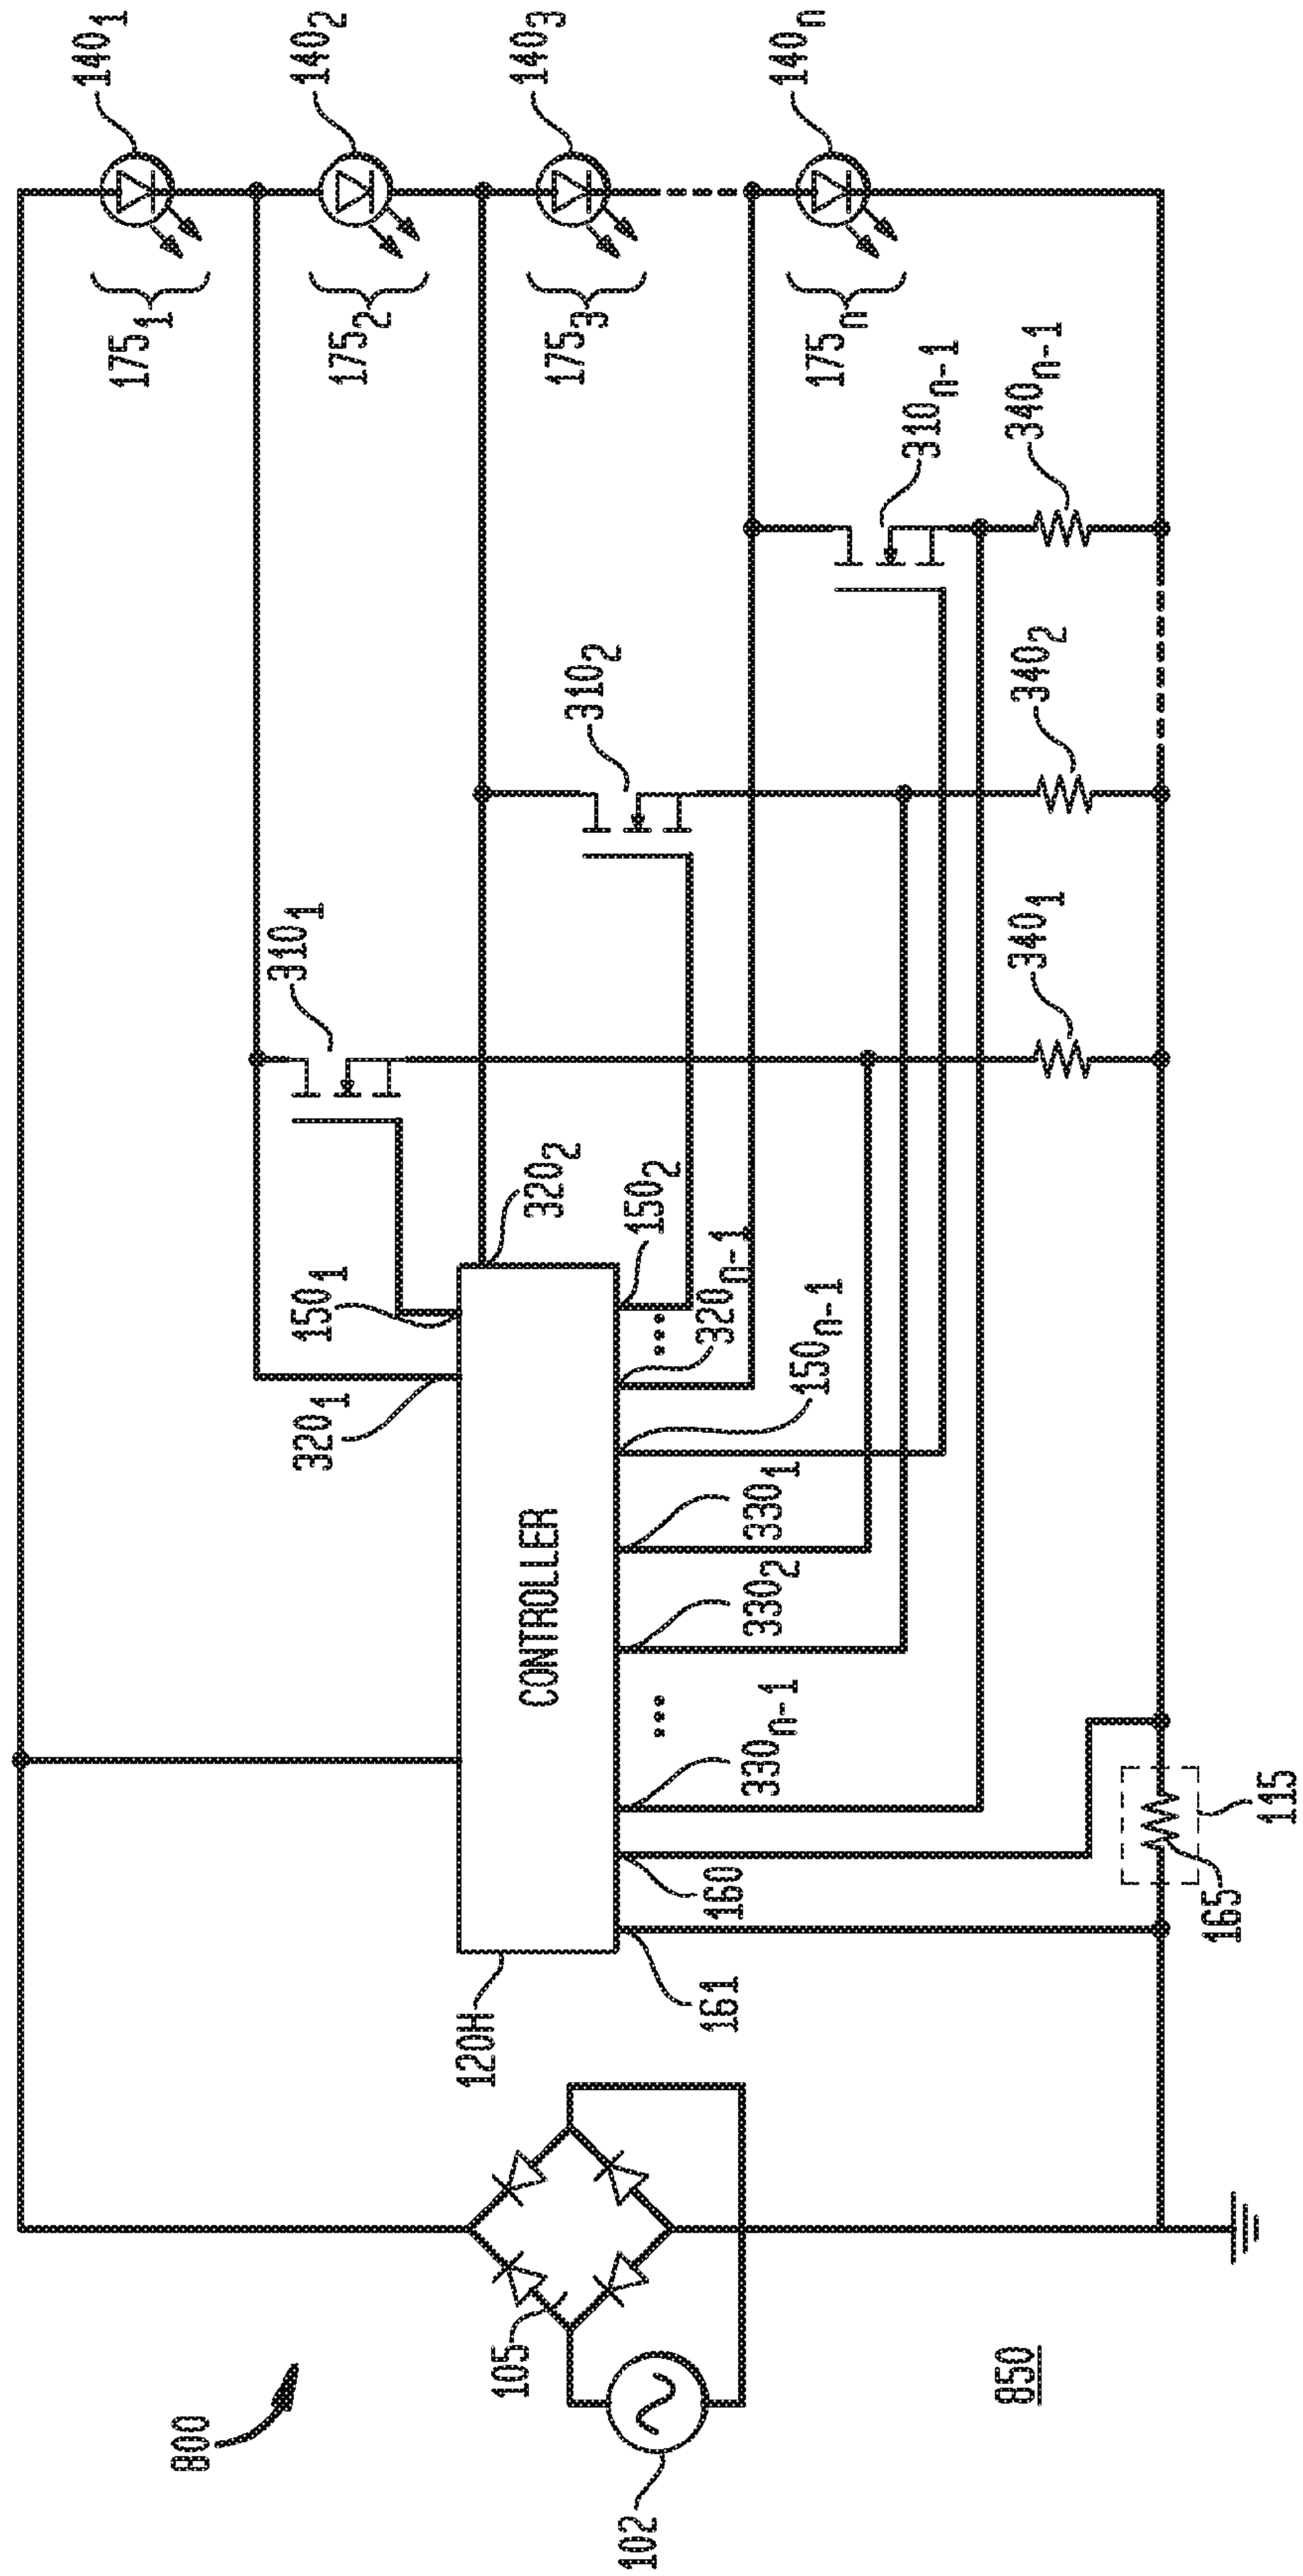 800
850
102
105
120H
CONTROLLER
161
160
165
115
330ₙ₋₁
•••
330₂
330₁
150ₙ₋₁
320ₙ₋₁
•••
150₂
320₂
320₁
150₁
310₁
310₂
310ₙ₋₁
340₁
340₂
340ₙ₋₁
175₁
175₂
175₃
175ₙ
140₁
140₂
140₃
140ₙ